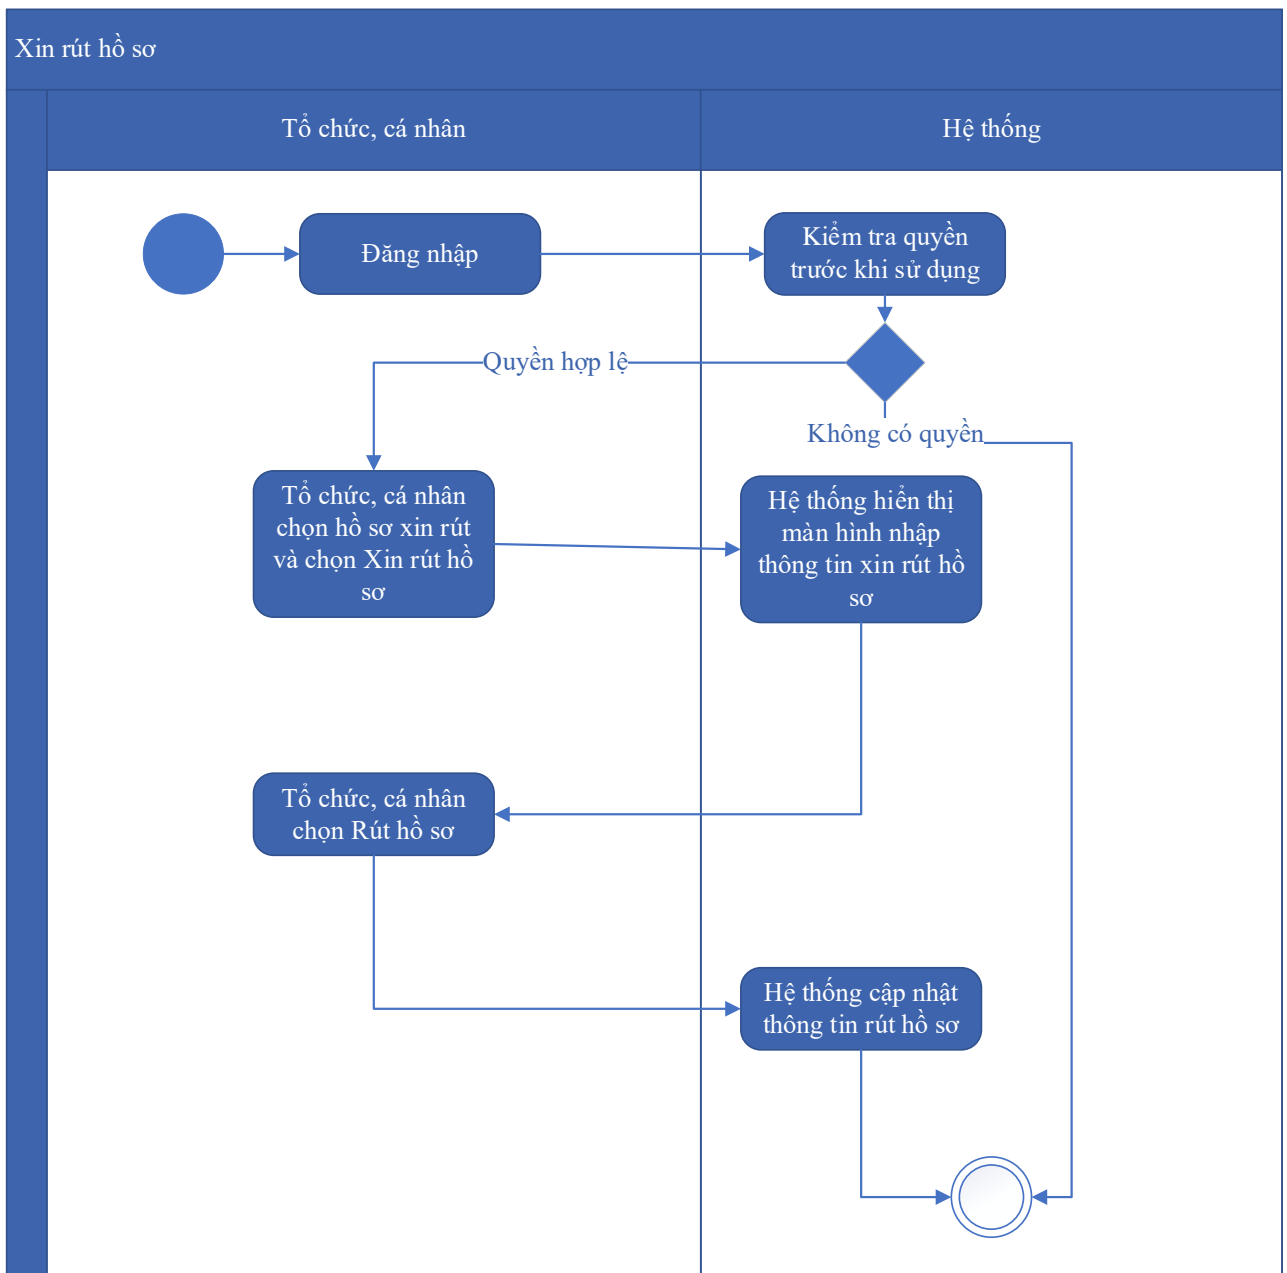 Xin rút hồ sơ
Tổ chức, cá nhân
Hệ thống
Đăng nhập
Kiểm tra quyền
trước khi sử dụng
Quyền hợp lệ
Không có quyền
Tổ chức, cá nhân
chọn hồ sơ xin rút
và chọn Xin rút hồ
sơ
Hệ thống hiển thị
màn hình nhập
thông tin xin rút hồ
sơ
Tổ chức, cá nhân
chọn Rút hồ sơ
Hệ thống cập nhật
thông tin rút hồ sơ